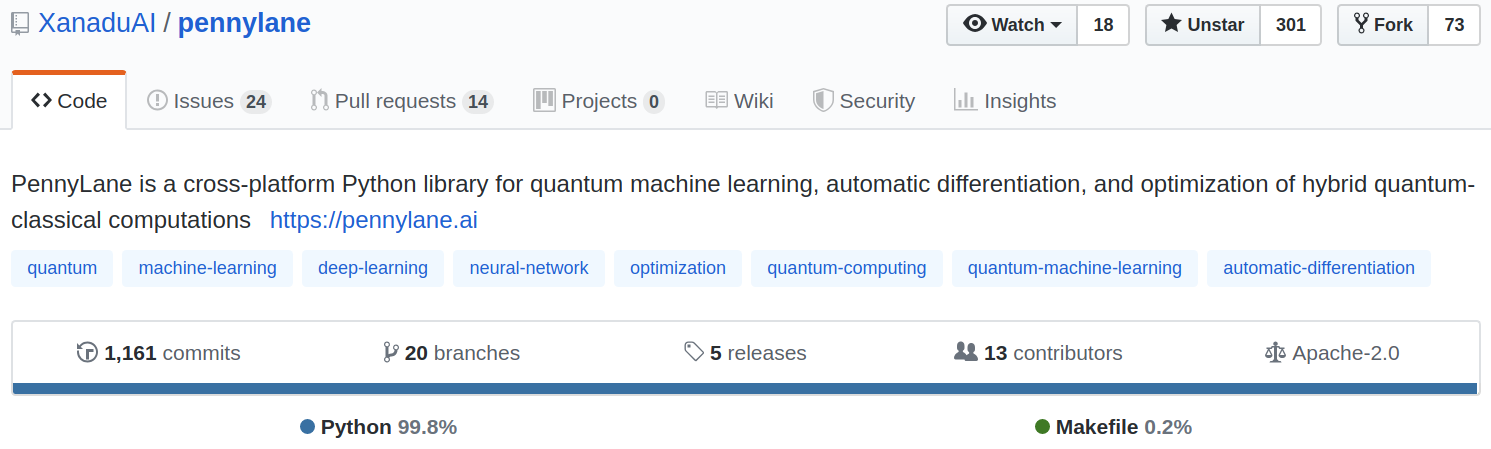 XanaduAI / pennylane Watch 18 Unstar 301 Fork 73
Code Issues 24 Pull requests 14 Projects 0 Wiki Security Insights
PennyLane is a cross-platform Python library for quantum machine learning, automatic differentiation, and optimization of hybrid quantum-
classical computations https://pennylane.ai
quantum machine-learning deep-learning neural-network optimization quantum-computing quantum-machine-learning automatic-differentiation
1,161 commits 20 branches 5 releases 13 contributors Apache-2.0
Python 99.8% Makefile 0.2%